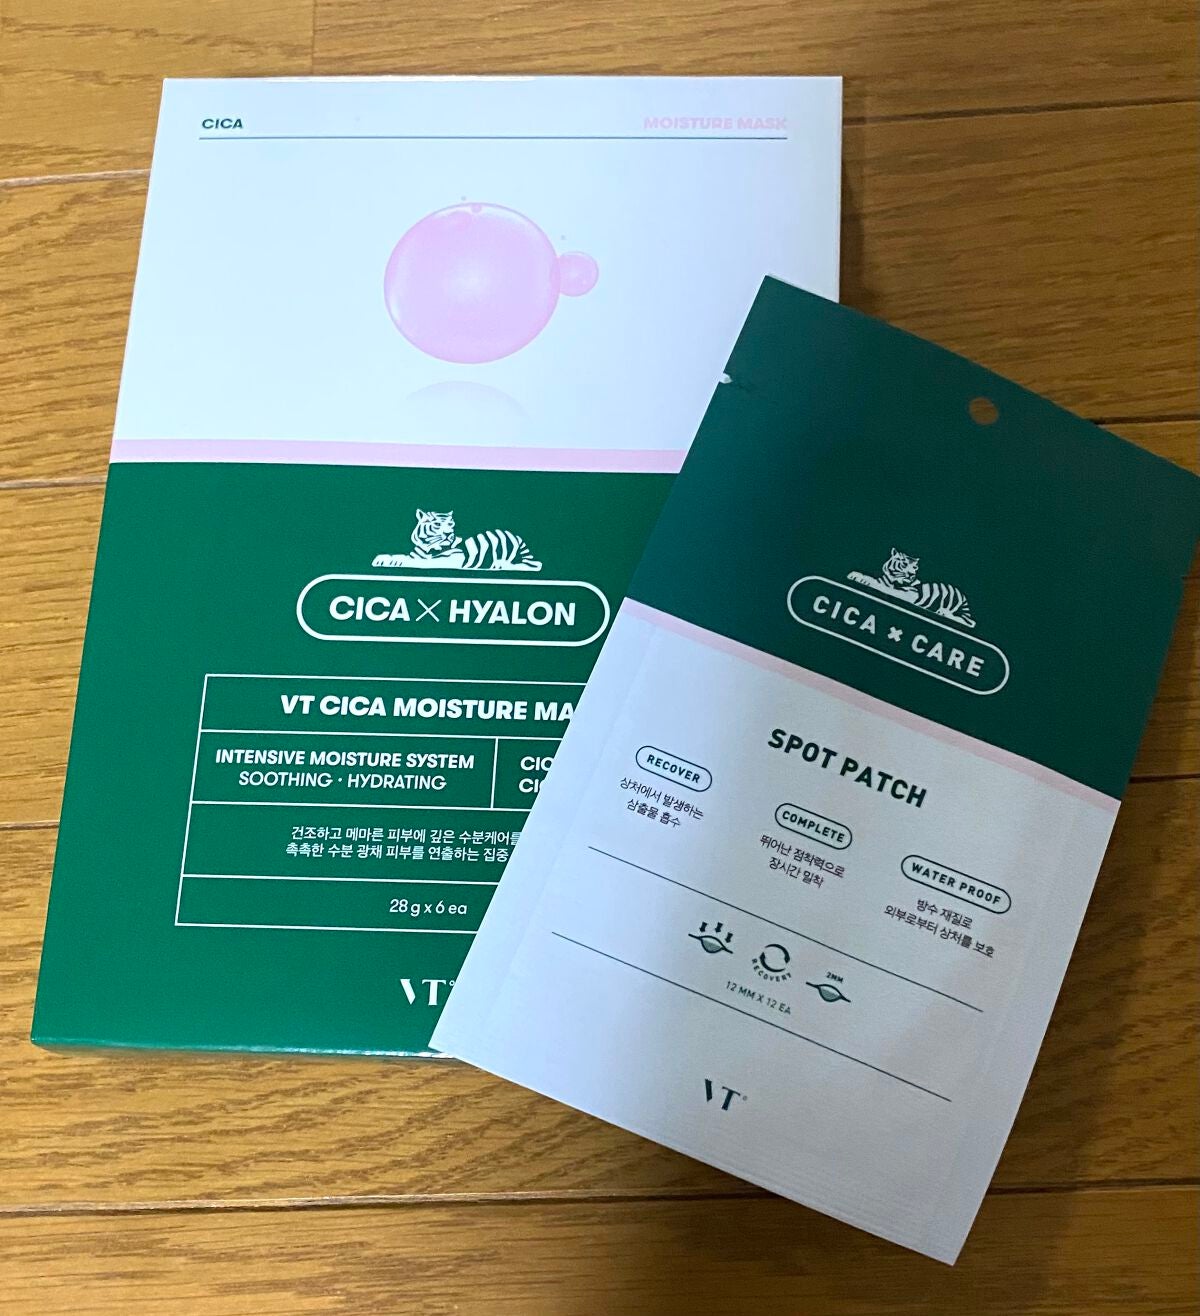 CICA
MOISTURE MASK
CICA × HYALON
VT CICA MOISTURE MA
INTENSIVE MOISTURE SYSTEM
SOOTHING · HYDRATING
CIC
CIC
건조하고 메마른 피부에 깊은 수분케어를
촉촉한 수분 광채 피부를 연출하는 집중
28 g x 6 ea
VT
CICA × CARE
SPOT PATCH
RECOVER
상처에서 발생하는
삼출물 흡수
COMPLETE
뛰어난 점착력으로
장시간 밀착
WATER PROOF
방수 재질로
외부로부터 상처를 보호
RECOVERY
2MM
12 MM X 12 EA
VT